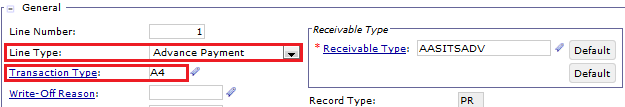 General
Line Number: 1
Line Type: Advance Payment
Transaction Type: A4
Write-Off Reason:
Receivable Type
* Receivable Type: AASITSADV Default
Default
Record Type: PR